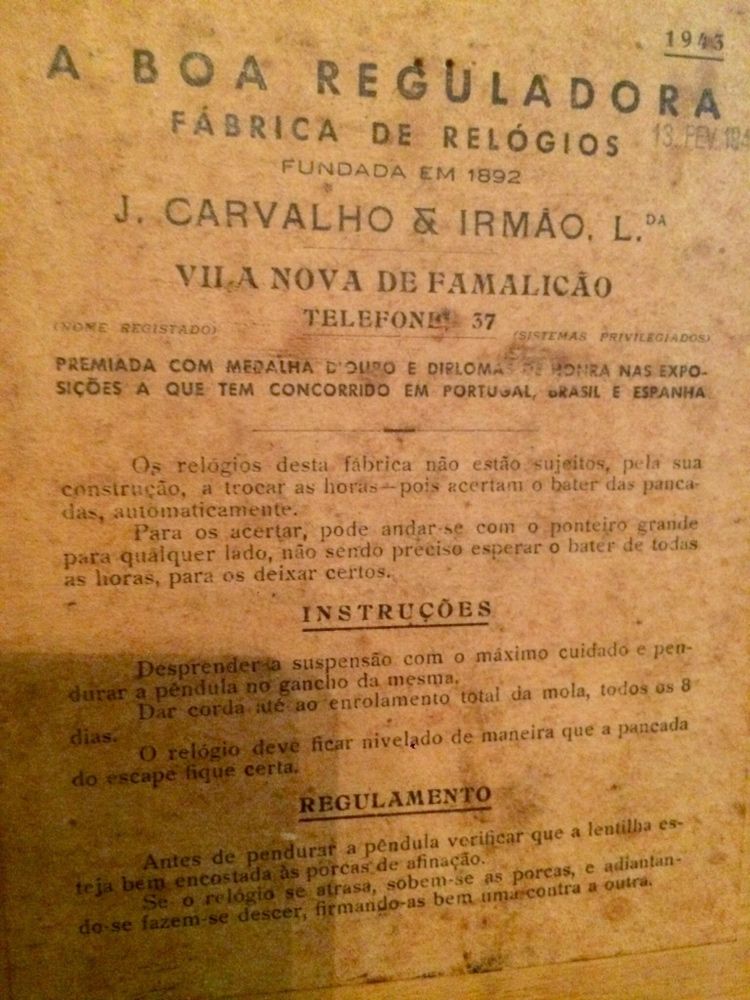 1943
A BOA REGULADORA
FÁBRICA DE RELÓGIOS
13. FEV. 194
FUNDADA EM 1892
J. CARVALHO & IRMÃO, L.DA
VILA NOVA DE FAMALICÃO
TELEFONE 37
(NOME REGISTADO)
(SISTEMAS PRIVILEGIADOS)
PREMIADA COM MEDALHA D'OURO E DIPLOMAS DE HONRA NAS EXPO-
SIÇÕES A QUE TEM CONCORRIDO EM PORTUGAL, BRASIL E ESPANHA
Os relógios desta fábrica não estão sujeitos, pela sua
construção, a trocar as horas—pois acertam o bater das panca-
das, automaticamente.
Para os acertar, pode andar-se com o ponteiro grande
para qualquer lado, não sendo preciso esperar o bater de todas
as horas, para os deixar certos.
INSTRUÇÕES
Desprender a suspensão com o máximo cuidado e pen-
durar a pêndula no gancho da mesma.
Dar corda até ao enrolamento total da mola, todos os 8
dias.
O relógio deve ficar nivelado de maneira que a pancada
do escape fique certa.
REGULAMENTO
Antes de pendurar a pêndula verificar que a lentilha es-
teja bem encostada às porcas de afinação.
Se o relógio se atrasa, sobem-se as porcas, e adiantan-
do-se fazem-se descer, firmando-as bem uma contra a outra.